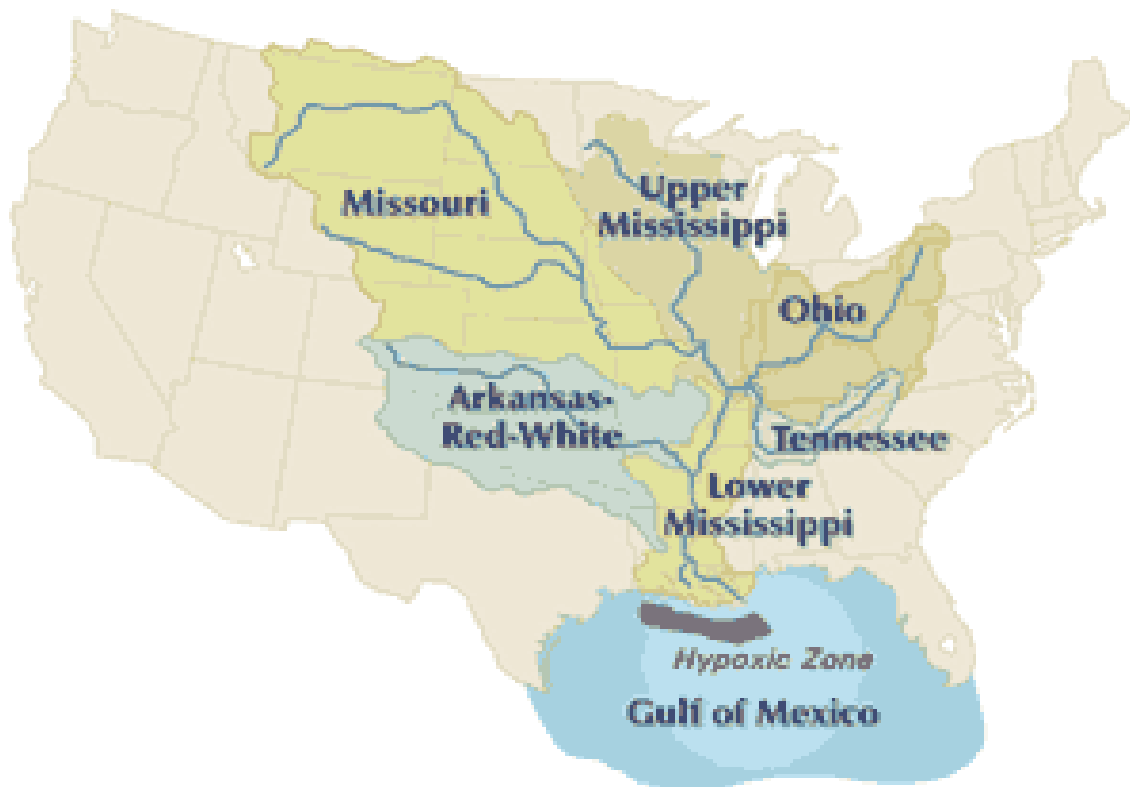 Missouri
Upper
Mississippi
Ohio
Arkansas-
Red-White
Tennessee
Lower
Mississippi
Hypoxic Zone
Gulf of Mexico